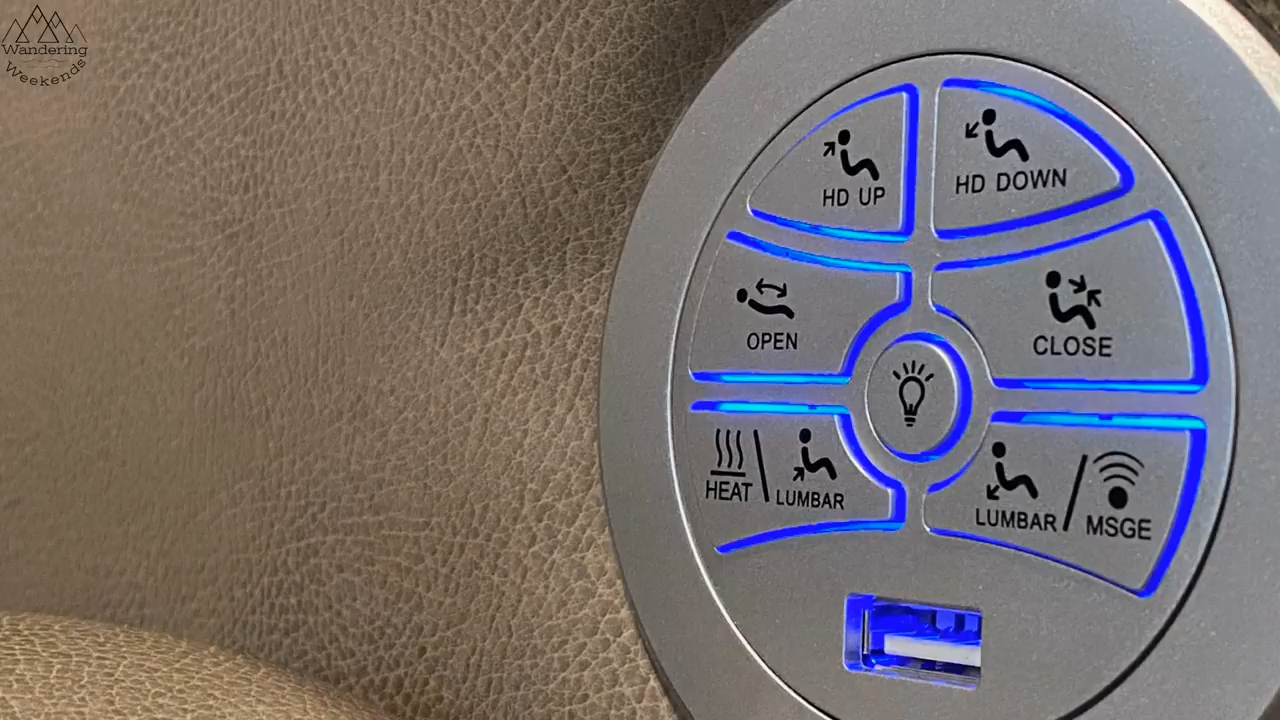 Wandering
Weekends
HD UP
HD DOWN
OPEN
CLOSE
HEAT
LUMBAR
LUMBAR
MSGE